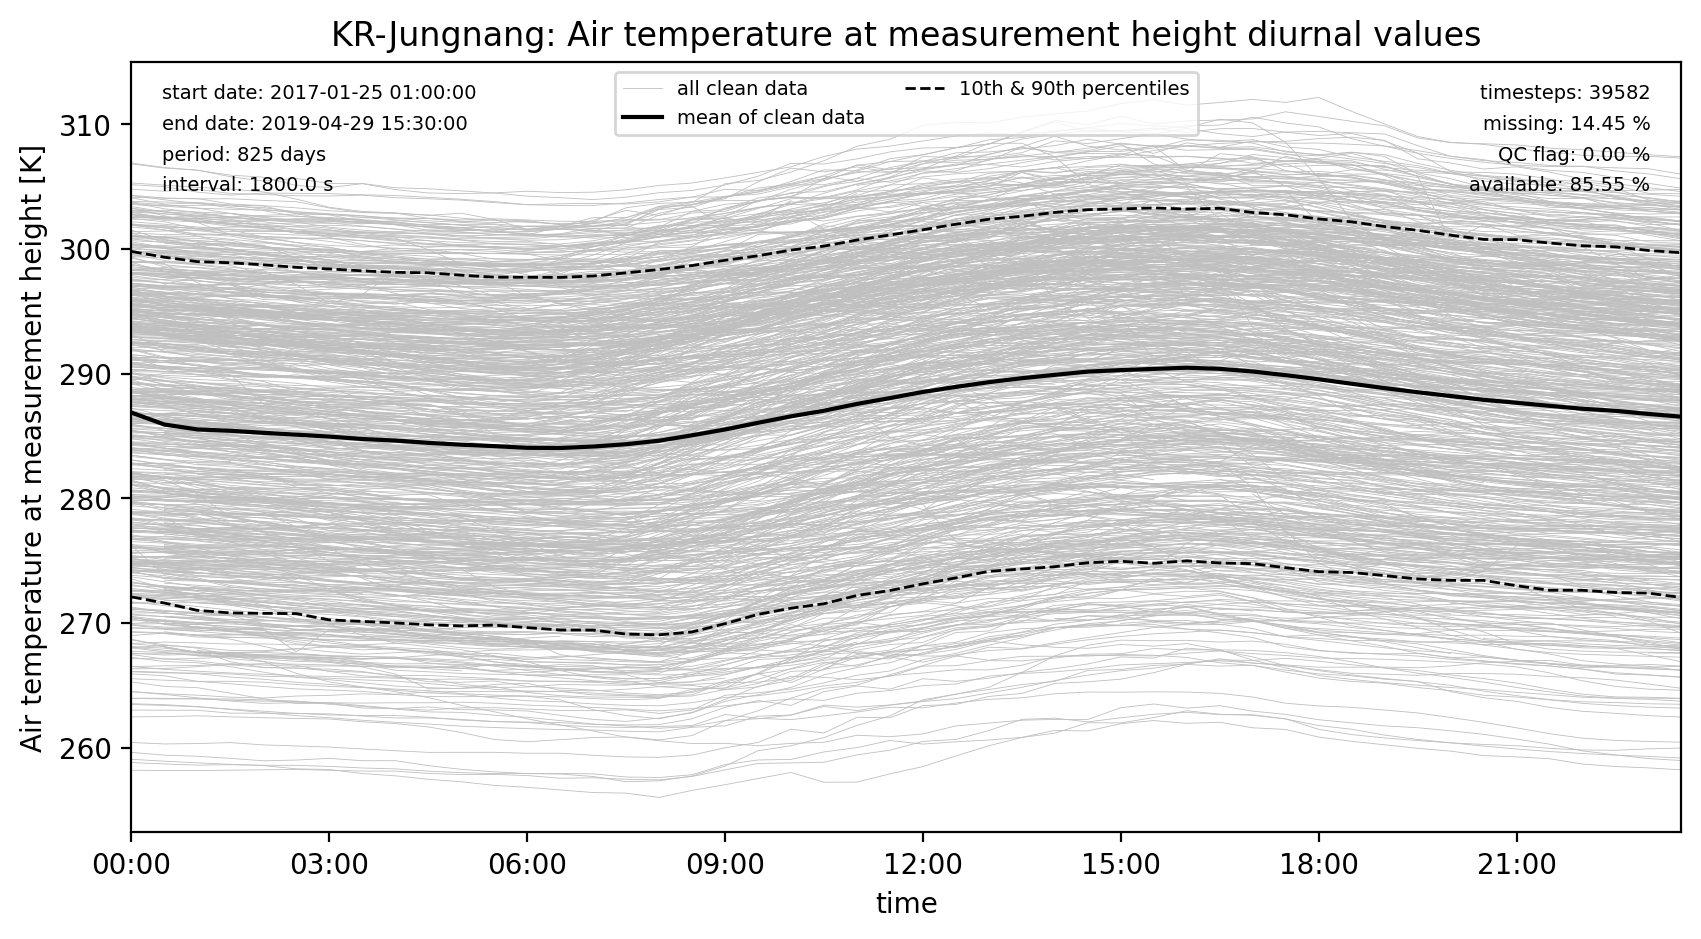 KR-Jungnang: Air temperature at measurement height diurnal values
start date: 2017-01-25 01:00:00
end date: 2019-04-29 15:30:00
period: 825 days
interval: 1800.0 s
all clean data
mean of clean data
10th & 90th percentiles
timesteps: 39582
missing: 14.45 %
QC flag: 0.00 %
available: 85.55 %
Air temperature at measurement height [K]
310
300
290
280
270
260
00:00 03:00 06:00 09:00 12:00 15:00 18:00 21:00
time